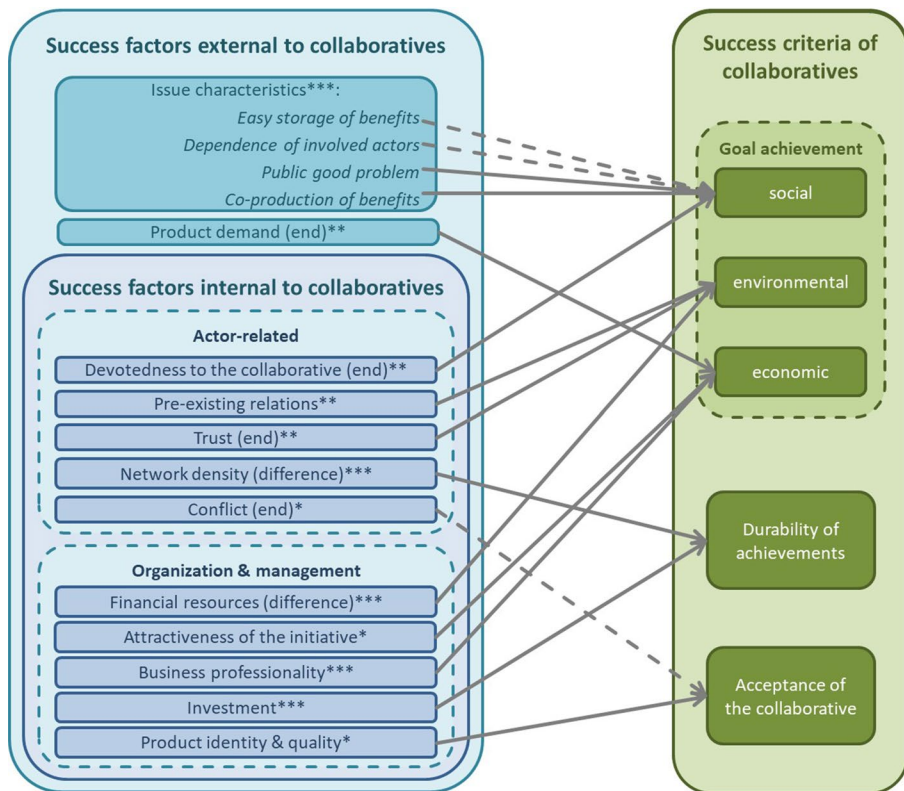 Success factors external to collaboratives
Issue characteristics***:
Easy storage of benefits
Dependence of involved actors
Public good problem
Co-production of benefits
Product demand (end)**
Success factors internal to collaboratives
Actor-related
Devotedness to the collaborative (end)**
Pre-existing relations**
Trust (end)**
Network density (difference)***
Conflict (end)*
Organization & management
Financial resources (difference)***
Attractiveness of the initiative*
Business professionality***
Investment***
Product identity & quality*
Success criteria of
collaboratives
Goal achievement
social
environmental
economic
Durability of
achievements
Acceptance of
the collaborative